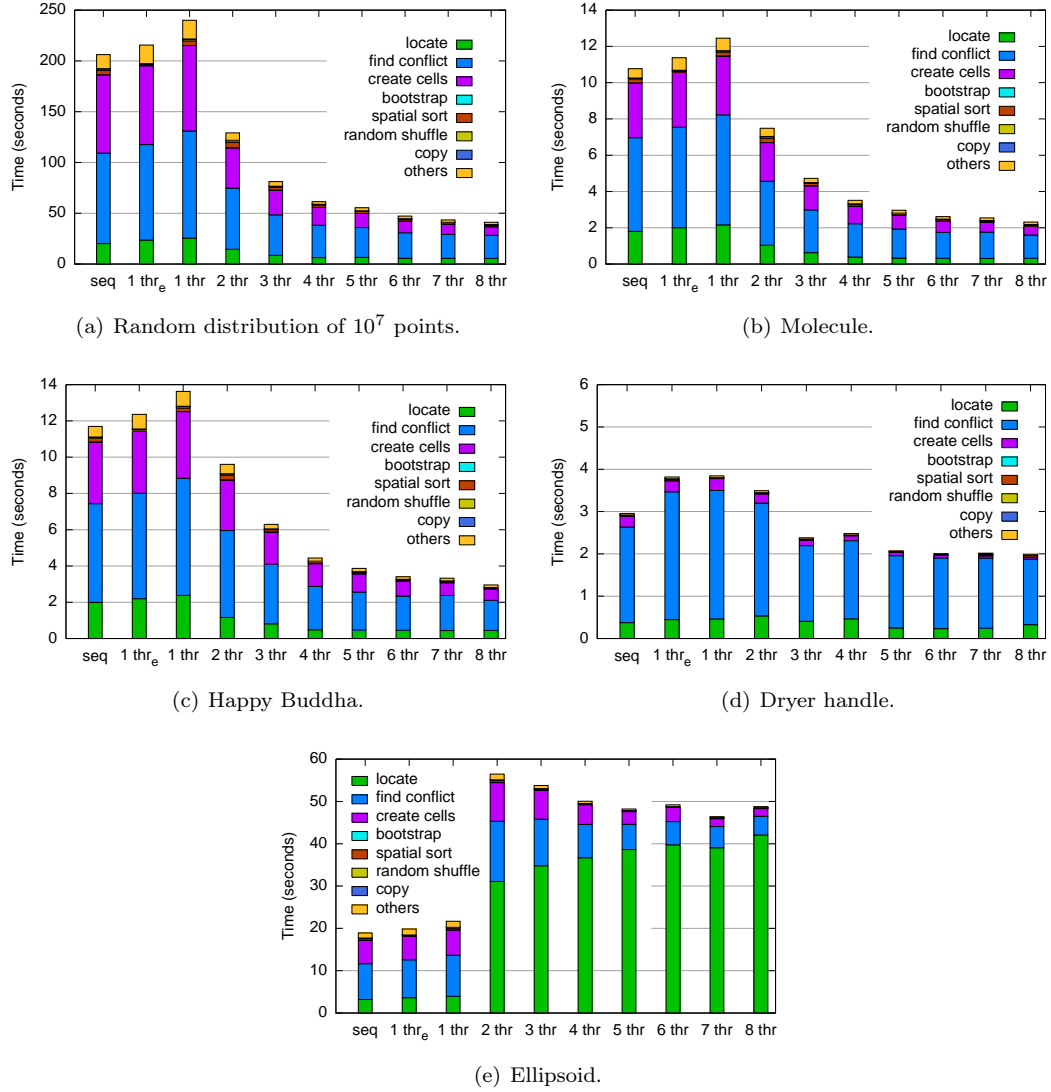 250
200
150
100
50
0
Time (seconds)
locate
find conflict
create cells
bootstrap
spatial sort
random shuffle
copy
others
seq 1 thre 1 thr 2 thr 3 thr 4 thr 5 thr 6 thr 7 thr 8 thr
(a) Random distribution of 10^7 points.
14
12
10
8
6
4
2
0
Time (seconds)
locate
find conflict
create cells
bootstrap
spatial sort
random shuffle
copy
others
seq 1 thre 1 thr 2 thr 3 thr 4 thr 5 thr 6 thr 7 thr 8 thr
(b) Molecule.
14
12
10
8
6
4
2
0
Time (seconds)
locate
find conflict
create cells
bootstrap
spatial sort
random shuffle
copy
others
seq 1 thre 1 thr 2 thr 3 thr 4 thr 5 thr 6 thr 7 thr 8 thr
(c) Happy Buddha.
6
5
4
3
2
1
0
Time (seconds)
locate
find conflict
create cells
bootstrap
spatial sort
random shuffle
copy
others
seq 1 thre 1 thr 2 thr 3 thr 4 thr 5 thr 6 thr 7 thr 8 thr
(d) Dryer handle.
60
50
40
30
20
10
0
Time (seconds)
locate
find conflict
create cells
bootstrap
spatial sort
random shuffle
copy
others
seq 1 thre 1 thr 2 thr 3 thr 4 thr 5 thr 6 thr 7 thr 8 thr
(e) Ellipsoid.